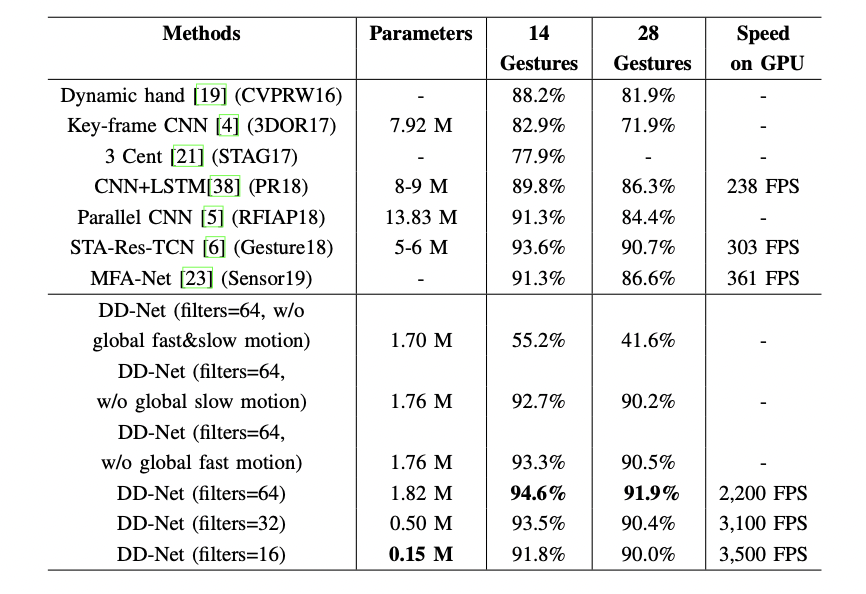 Methods Parameters 14 28 Speed
Gestures Gestures on GPU
Dynamic hand [19] (CVPRW16) - 88.2% 81.9% -
Key-frame CNN [4] (3DOR17) 7.92 M 82.9% 71.9% -
3 Cent [21] (STAG17) - 77.9% - -
CNN+LSTM[38] (PR18) 8-9 M 89.8% 86.3% 238 FPS
Parallel CNN [5] (RFIAP18) 13.83 M 91.3% 84.4% -
STA-Res-TCN [6] (Gesture18) 5-6 M 93.6% 90.7% 303 FPS
MFA-Net [23] (Sensor19) - 91.3% 86.6% 361 FPS
DD-Net (filters=64, w/o
global fast&slow motion) 1.70 M 55.2% 41.6% -
DD-Net (filters=64,
w/o global slow motion) 1.76 M 92.7% 90.2% -
DD-Net (filters=64,
w/o global fast motion) 1.76 M 93.3% 90.5% -
DD-Net (filters=64) 1.82 M 94.6% 91.9% 2,200 FPS
DD-Net (filters=32) 0.50 M 93.5% 90.4% 3,100 FPS
DD-Net (filters=16) 0.15 M 91.8% 90.0% 3,500 FPS